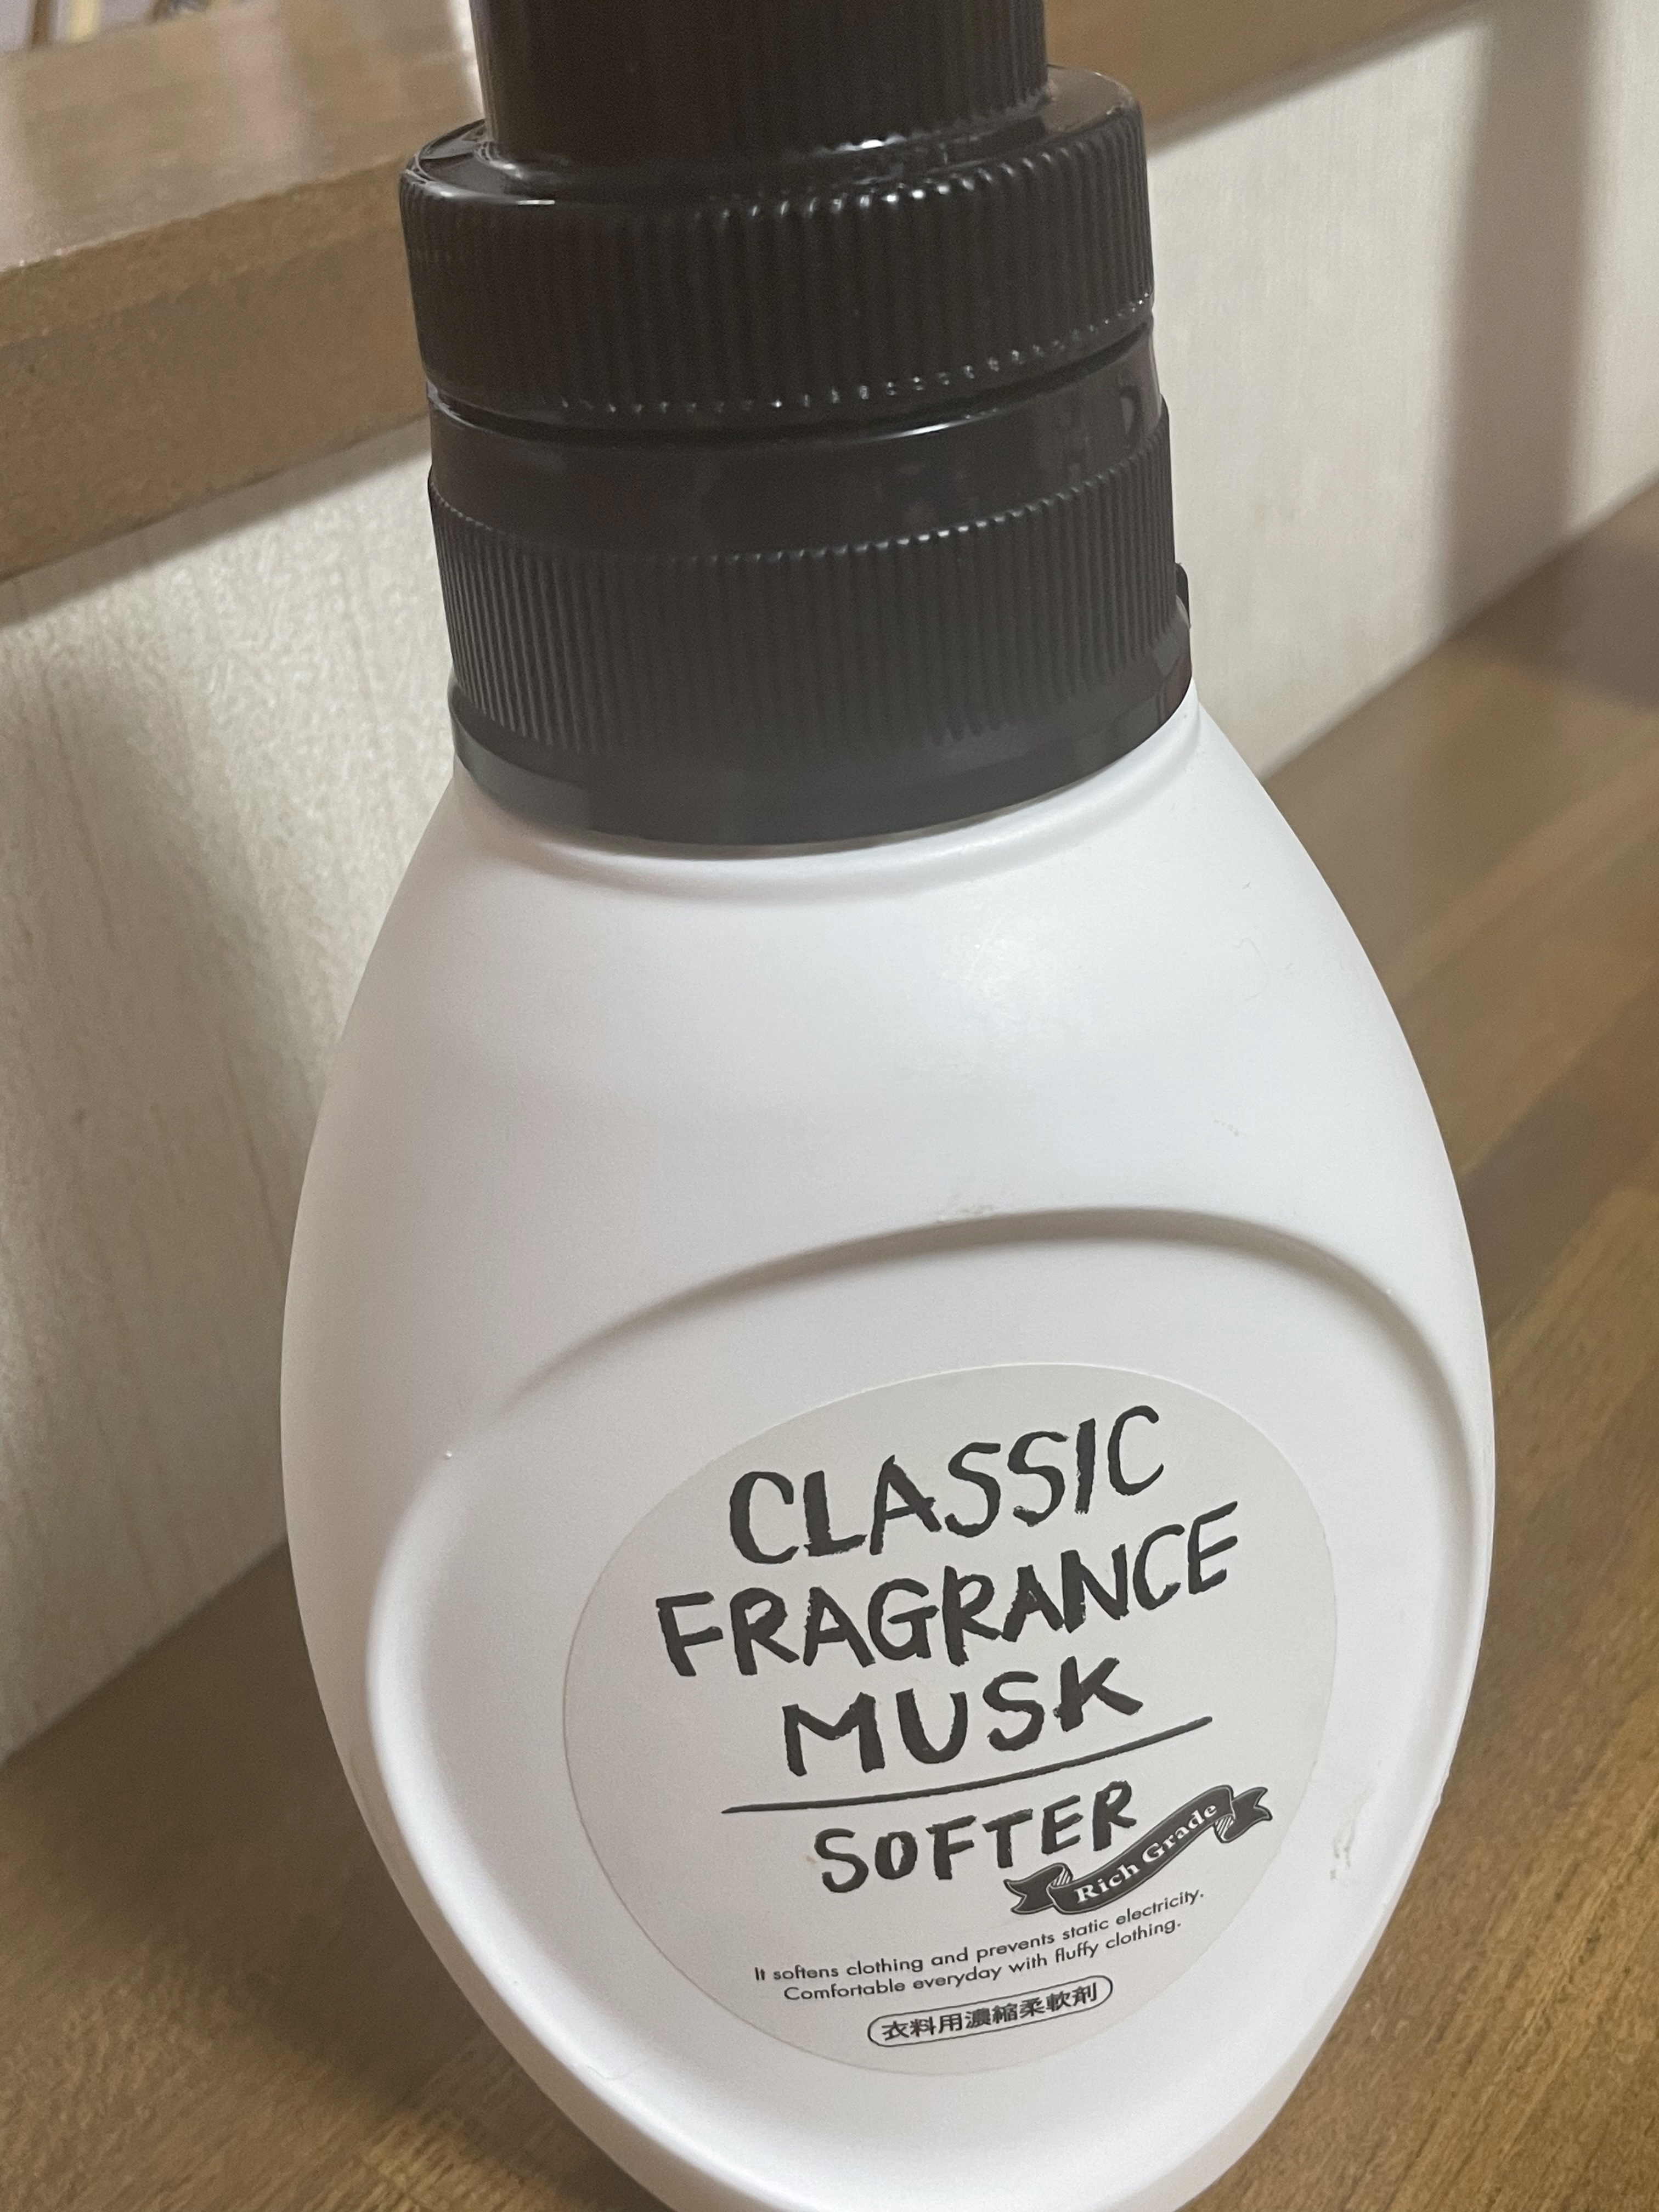 CLASSIC
FRAGRANCE
MUSK
SOFTER
Rich Grade
It softens clothing and prevents static electricity.
Comfortable everyday with fluffy clothing.
衣料用濃縮柔軟剤